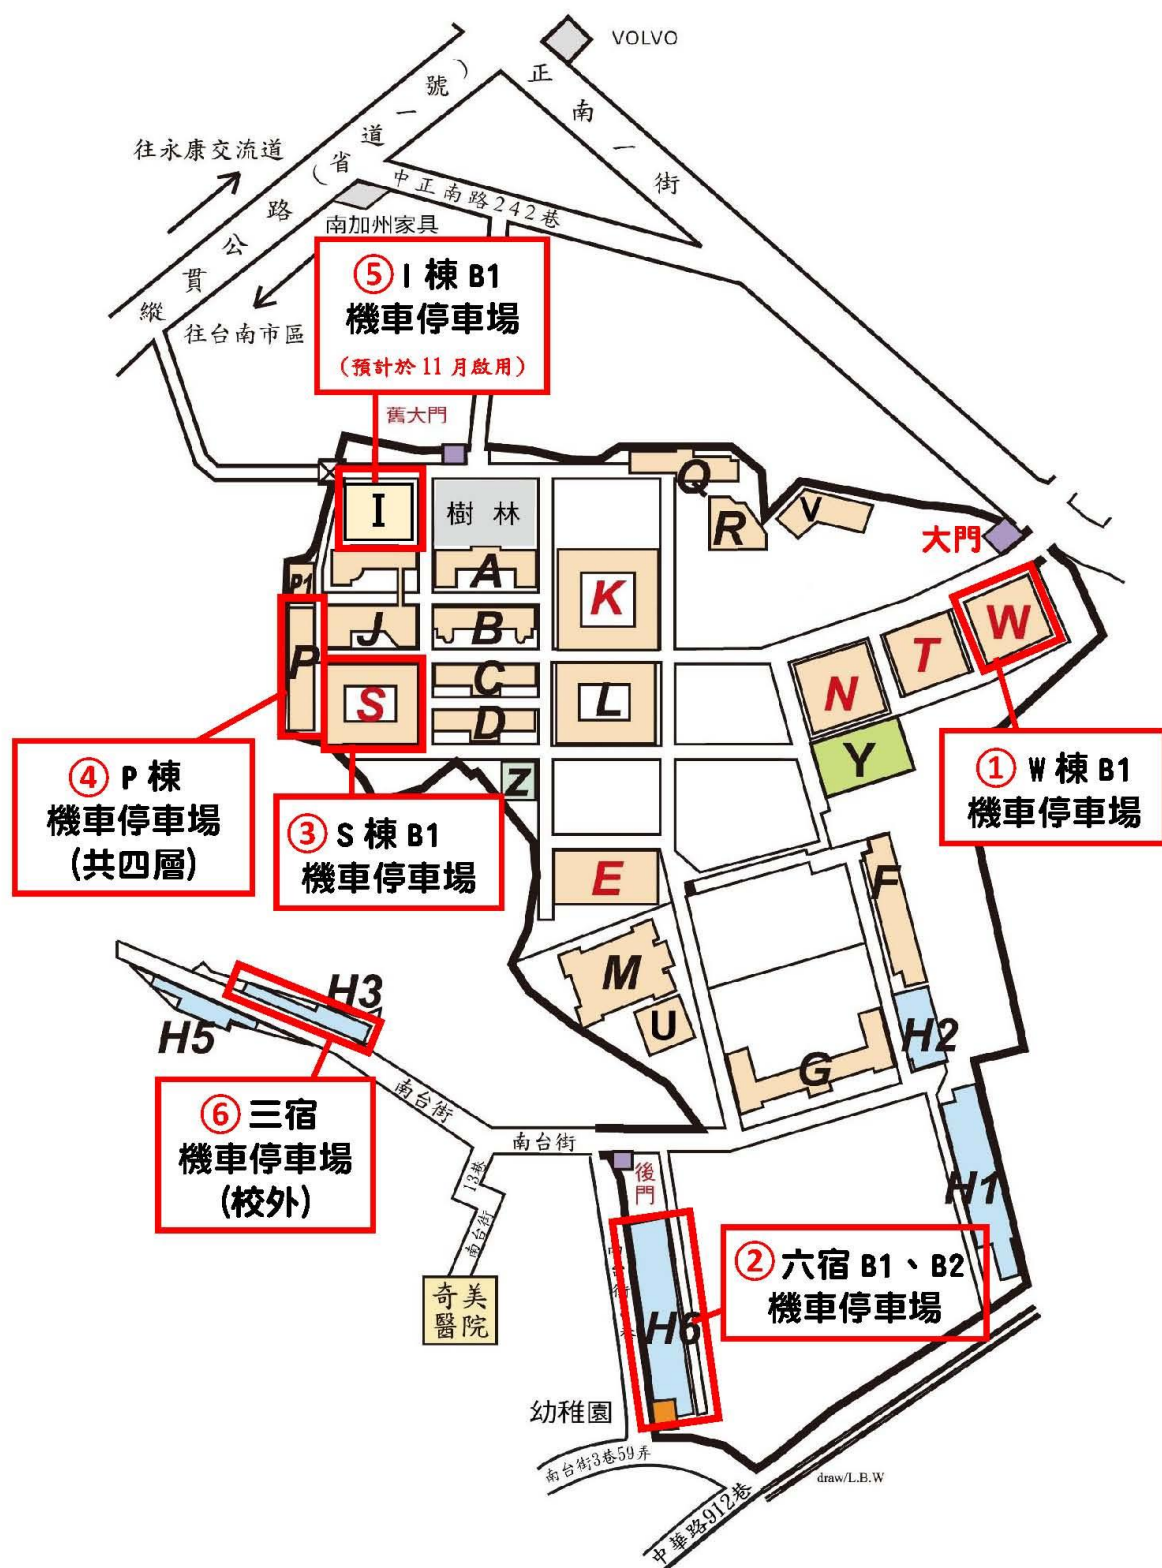 VOLVO
正南一街
縱貫公路(省道一號)
往永康交流道
中正南路242巷
南加州家具
往台南市區
⑤ I 棟 B1
機車停車場
(預計於 11 月啟用)
舊大門
I
樹林
Q
R
V
大門
P1
A
K
J
B
W
T
P
S
C
L
N
D
Y
Z
④ P 棟
機車停車場
(共四層)
③ S 棟 B1
機車停車場
① W 棟 B1
機車停車場
E
F
M
U
H3
H5
H2
G
⑥ 三宿
機車停車場
(校外)
南台街
南台街
13巷
南台街
後門
H1
② 六宿 B1、B2
機車停車場
奇美
醫院
H6
幼稚園
南台街3巷59弄
draw/L.B.W
中華路912巷